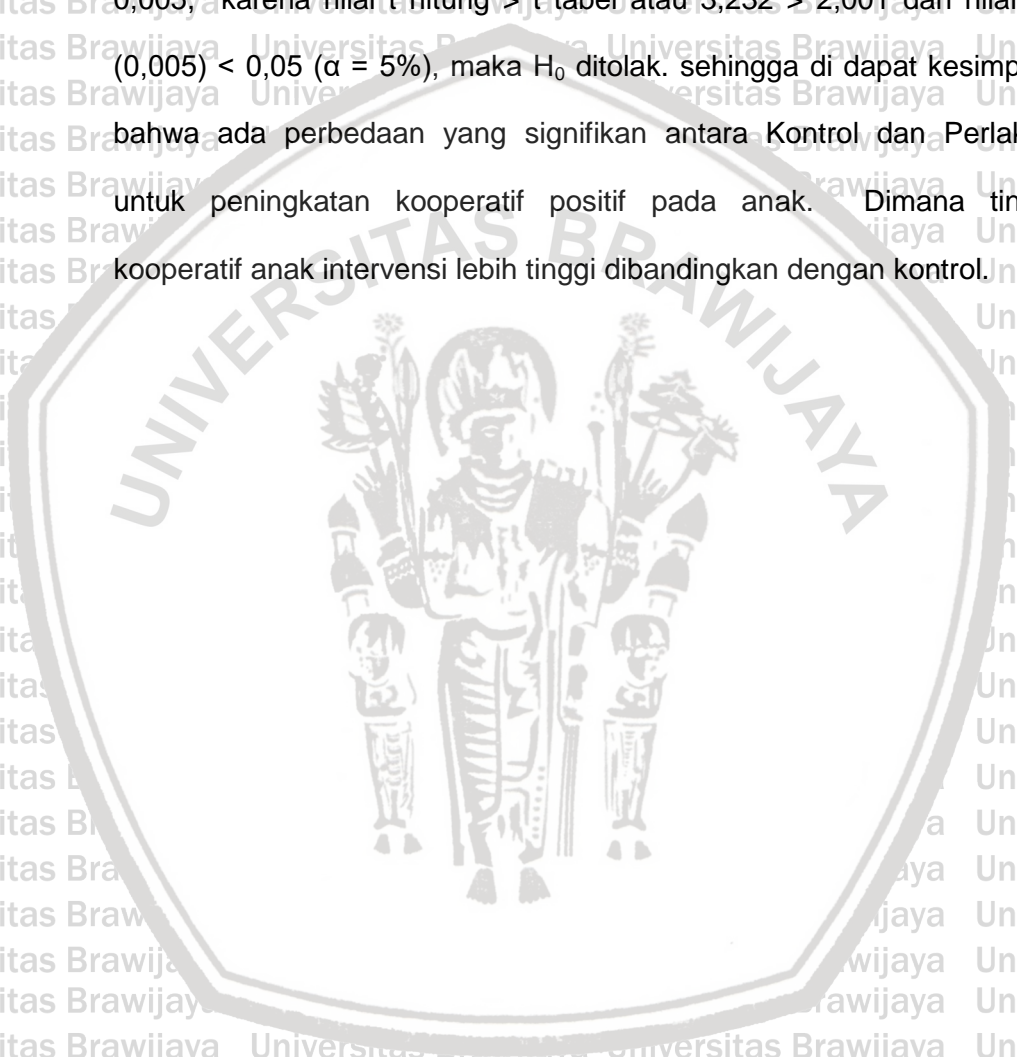 0,005, karena nilai t hitung > t tabel atau 3,232 > 2,001 dan nilai
(0,005) < 0,05 (α = 5%), maka H₀ ditolak. sehingga di dapat kesimp
bahwa ada perbedaan yang signifikan antara Kontrol dan Perlak
untuk peningkatan kooperatif positif pada anak. Dimana tin
kooperatif anak intervensi lebih tinggi dibandingkan dengan kontrol.
UNIVERSITAS BRAWIJAYA